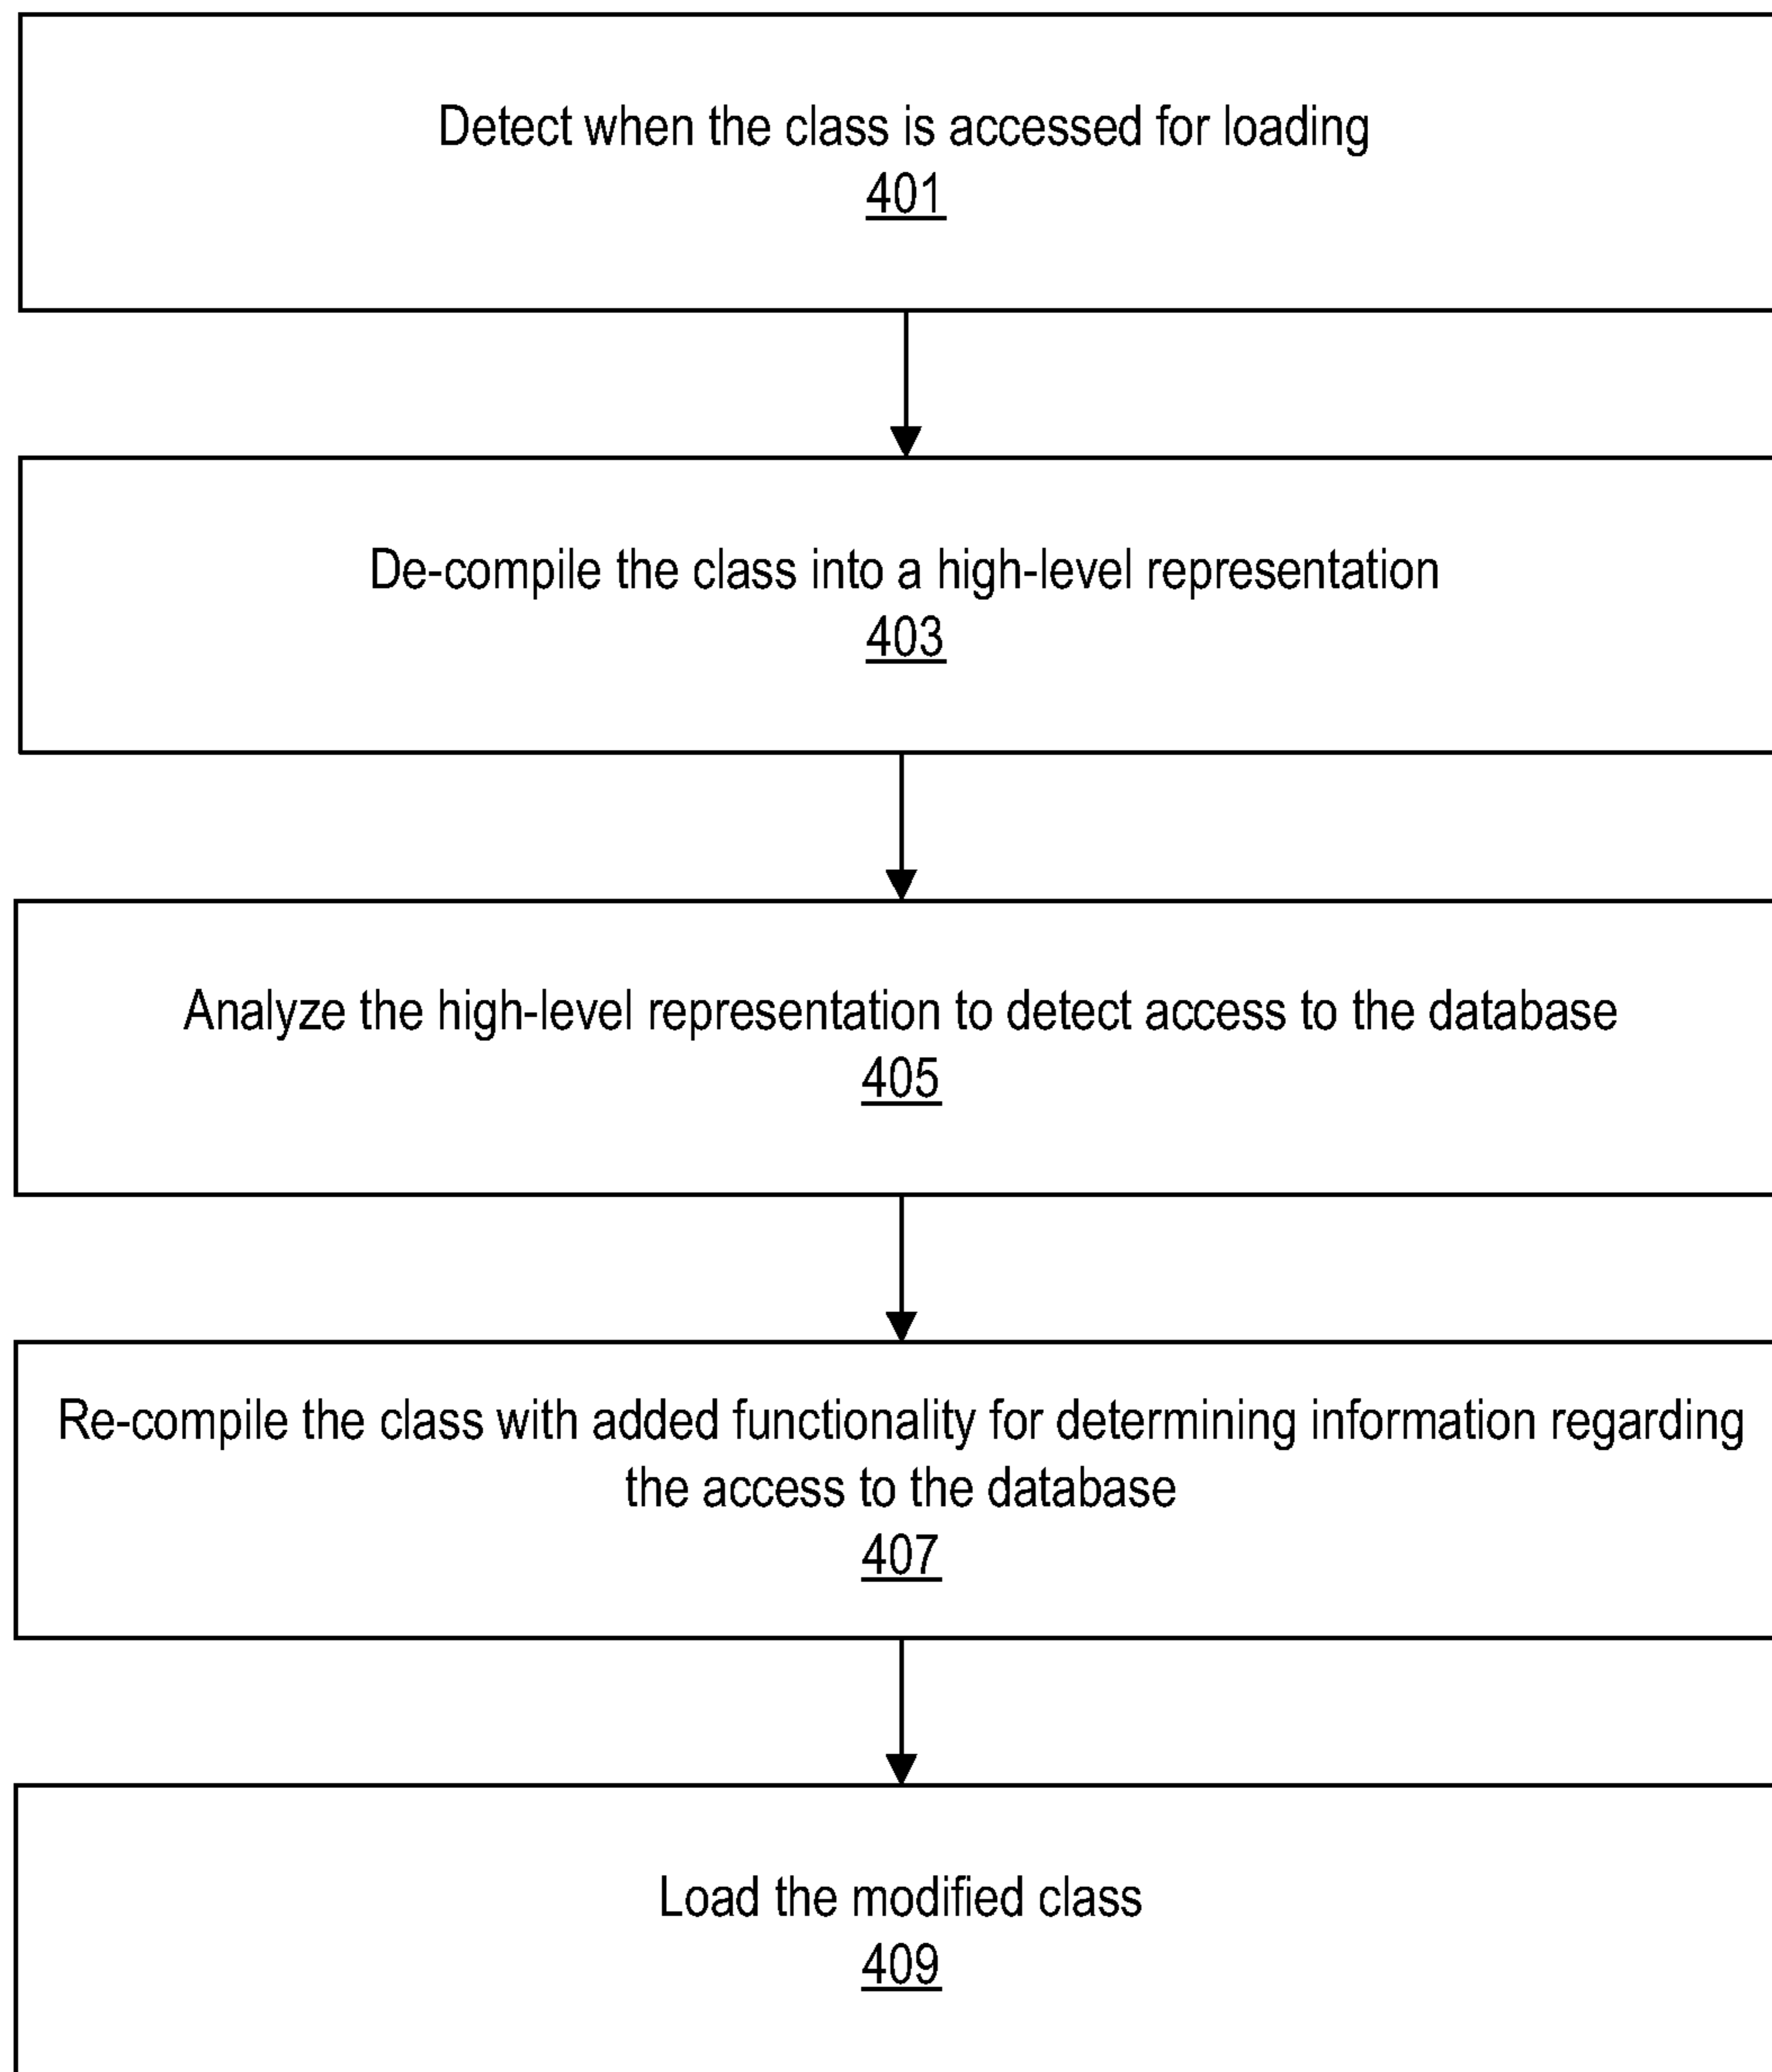 Detect when the class is accessed for loading
401
De-compile the class into a high-level representation
403
Analyze the high-level representation to detect access to the database
405
Re-compile the class with added functionality for determining information regarding
the access to the database
407
Load the modified class
409